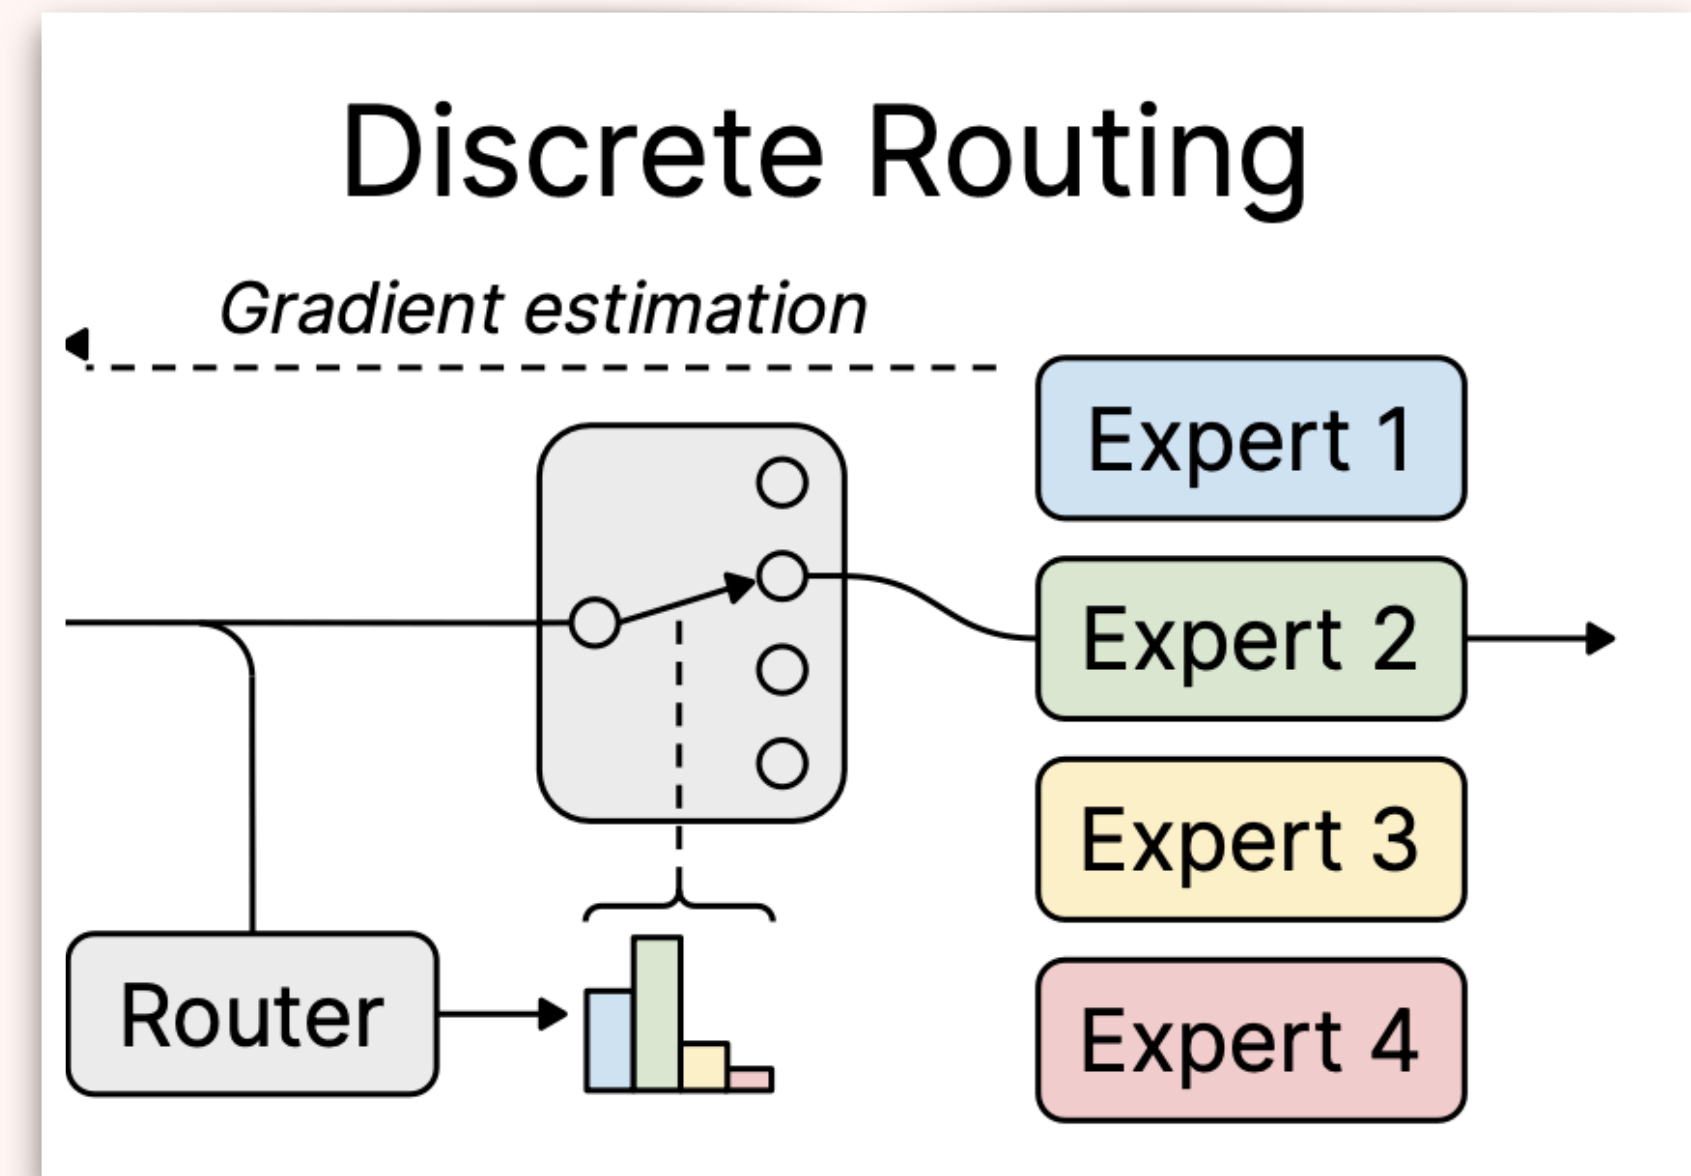 Discrete Routing
Gradient estimation
Expert 1
Expert 2
Expert 3
Router
Expert 4